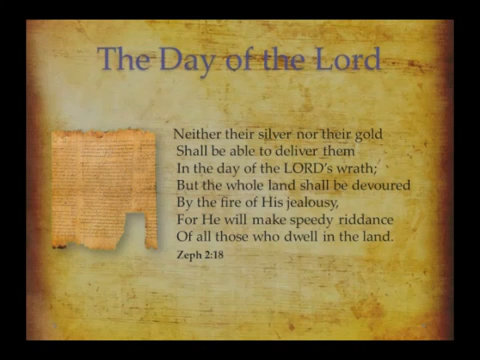 The Day of the Lord
Neither their silver nor their gold
Shall be able to deliver them
In the day of the LORD's wrath;
But the whole land shall be devoured
By the fire of His jealousy,
For He will make speedy riddance
Of all those who dwell in the land.
Zeph 2:18